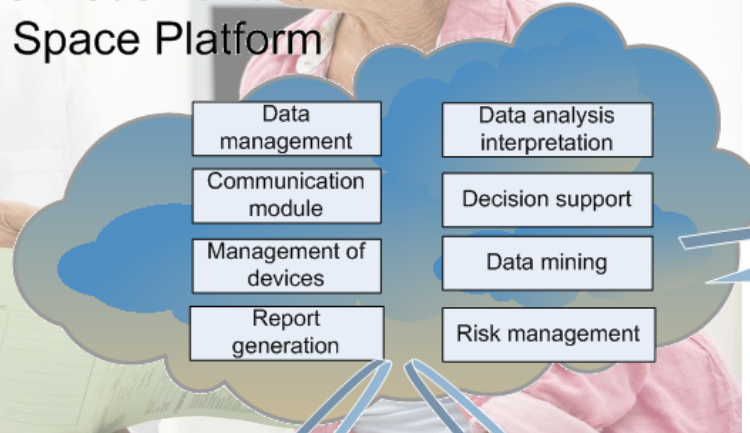 Space Platform
Data
management
Communication
module
Management of
devices
Report
generation
Data analysis
interpretation
Decision support
Data mining
Risk management